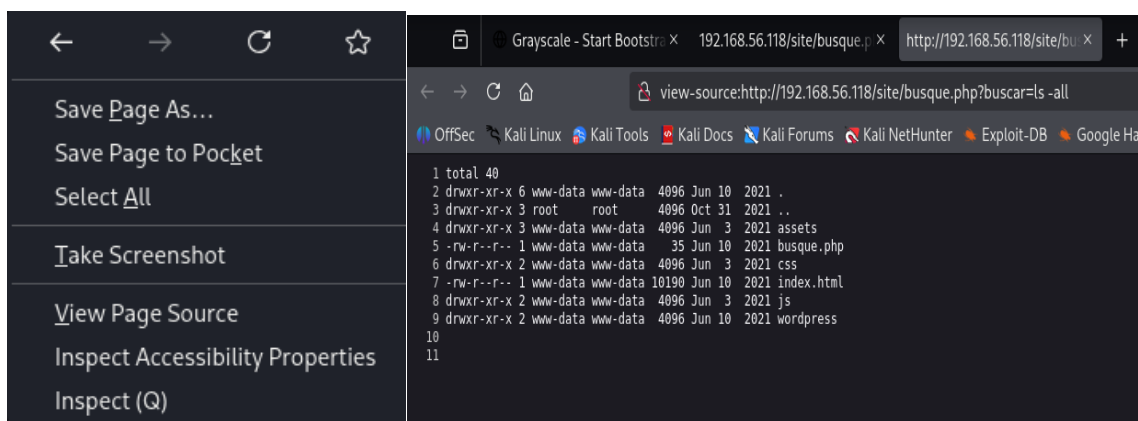 Save Page As...
Save Page to Pocket
Select All
Take Screenshot
View Page Source
Inspect Accessibility Properties
Inspect (Q)
Grayscale - Start Bootstra
192.168.56.118/site/busque.p
http://192.168.56.118/site/bu
view-source:http://192.168.56.118/site/busque.php?buscar=ls -all
OffSec Kali Linux Kali Tools Kali Docs Kali Forums Kali NetHunter Exploit-DB Google Ha
1 total 40
2 drwxr-xr-x 6 www-data www-data 4096 Jun 10 2021 .
3 drwxr-xr-x 3 root root 4096 Oct 31 2021 ..
4 drwxr-xr-x 3 www-data www-data 4096 Jun 3 2021 assets
5 -rw-r--r-- 1 www-data www-data 35 Jun 10 2021 busque.php
6 drwxr-xr-x 2 www-data www-data 4096 Jun 3 2021 css
7 -rw-r--r-- 1 www-data www-data 10190 Jun 10 2021 index.html
8 drwxr-xr-x 2 www-data www-data 4096 Jun 3 2021 js
9 drwxr-xr-x 2 www-data www-data 4096 Jun 10 2021 wordpress
10
11